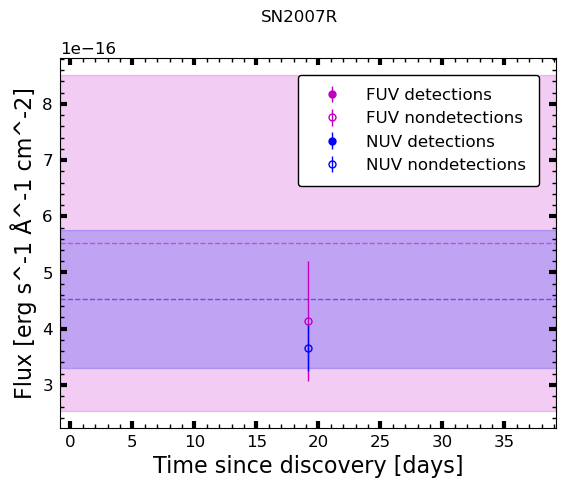 SN2007R
1e−16
FUV detections
FUV nondetections
NUV detections
NUV nondetections
8
7
6
5
4
3
Flux [erg s^-1 Å^-1 cm^-2]
0 5 10 15 20 25 30 35
Time since discovery [days]